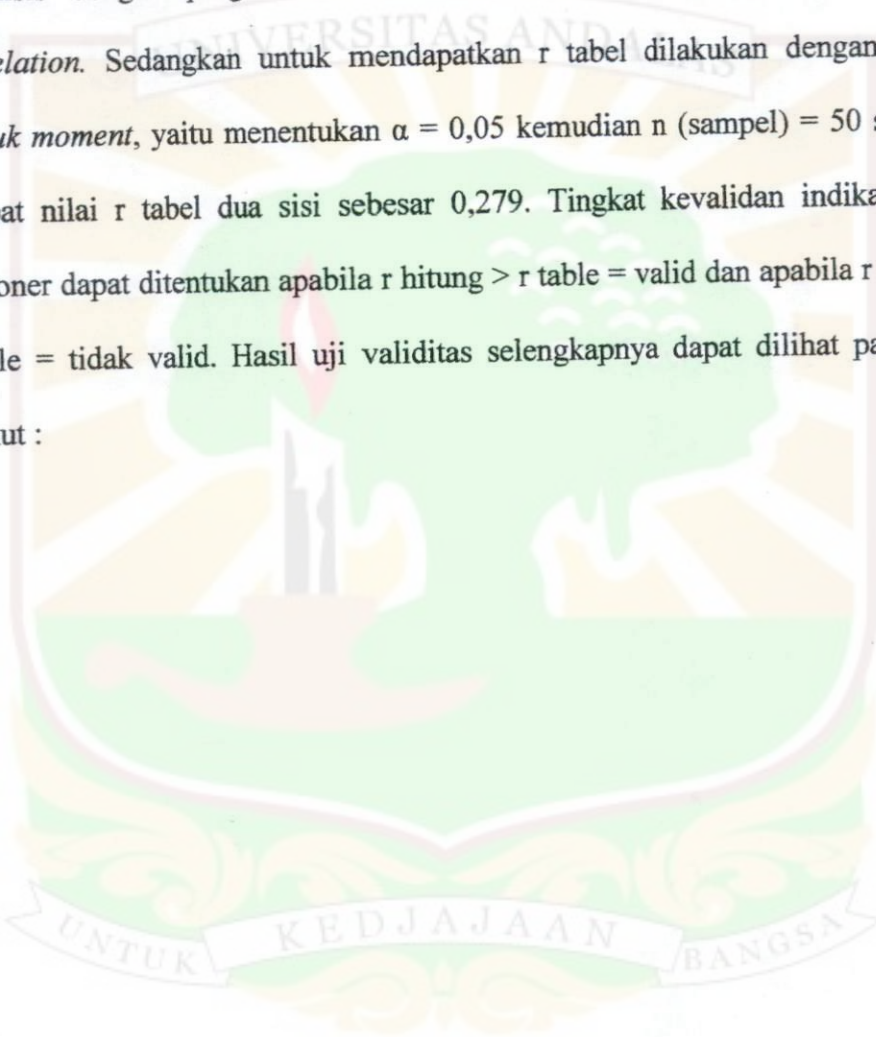 UNIVERSITAS ANDALAS
elation. Sedangkan untuk mendapatkan r tabel dilakukan dengan
uk moment, yaitu menentukan α = 0,05 kemudian n (sampel) = 50
at nilai r tabel dua sisi sebesar 0,279. Tingkat kevalidan indika
oner dapat ditentukan apabila r hitung > r table = valid dan apabila r
le = tidak valid. Hasil uji validitas selengkapnya dapat dilihat pa
ut :
UNTUK KEDJAJAAN BANGSA